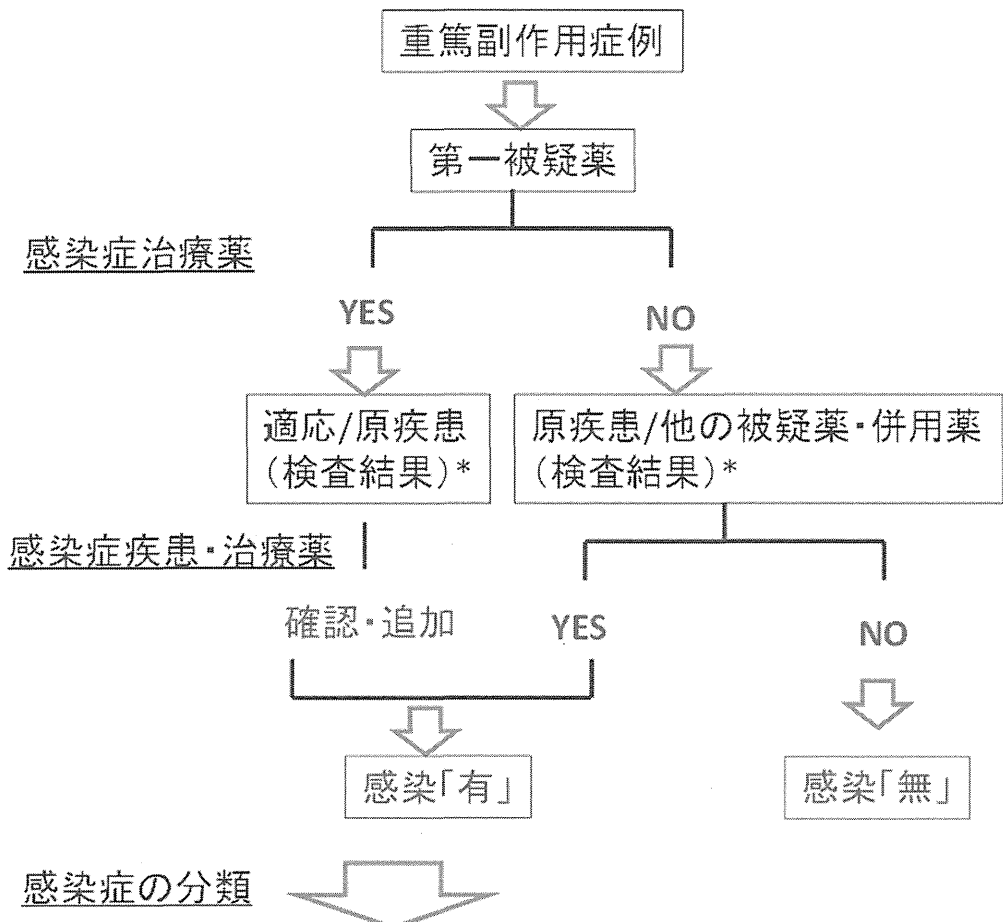 重篤副作用症例
第一被疑薬
感染症治療薬
YES
NO
適応/原疾患
(検査結果)*
原疾患/他の被疑薬・併用薬
(検査結果)*
感染症疾患・治療薬
確認・追加
YES
NO
感染「有」
感染「無」
感染症の分類